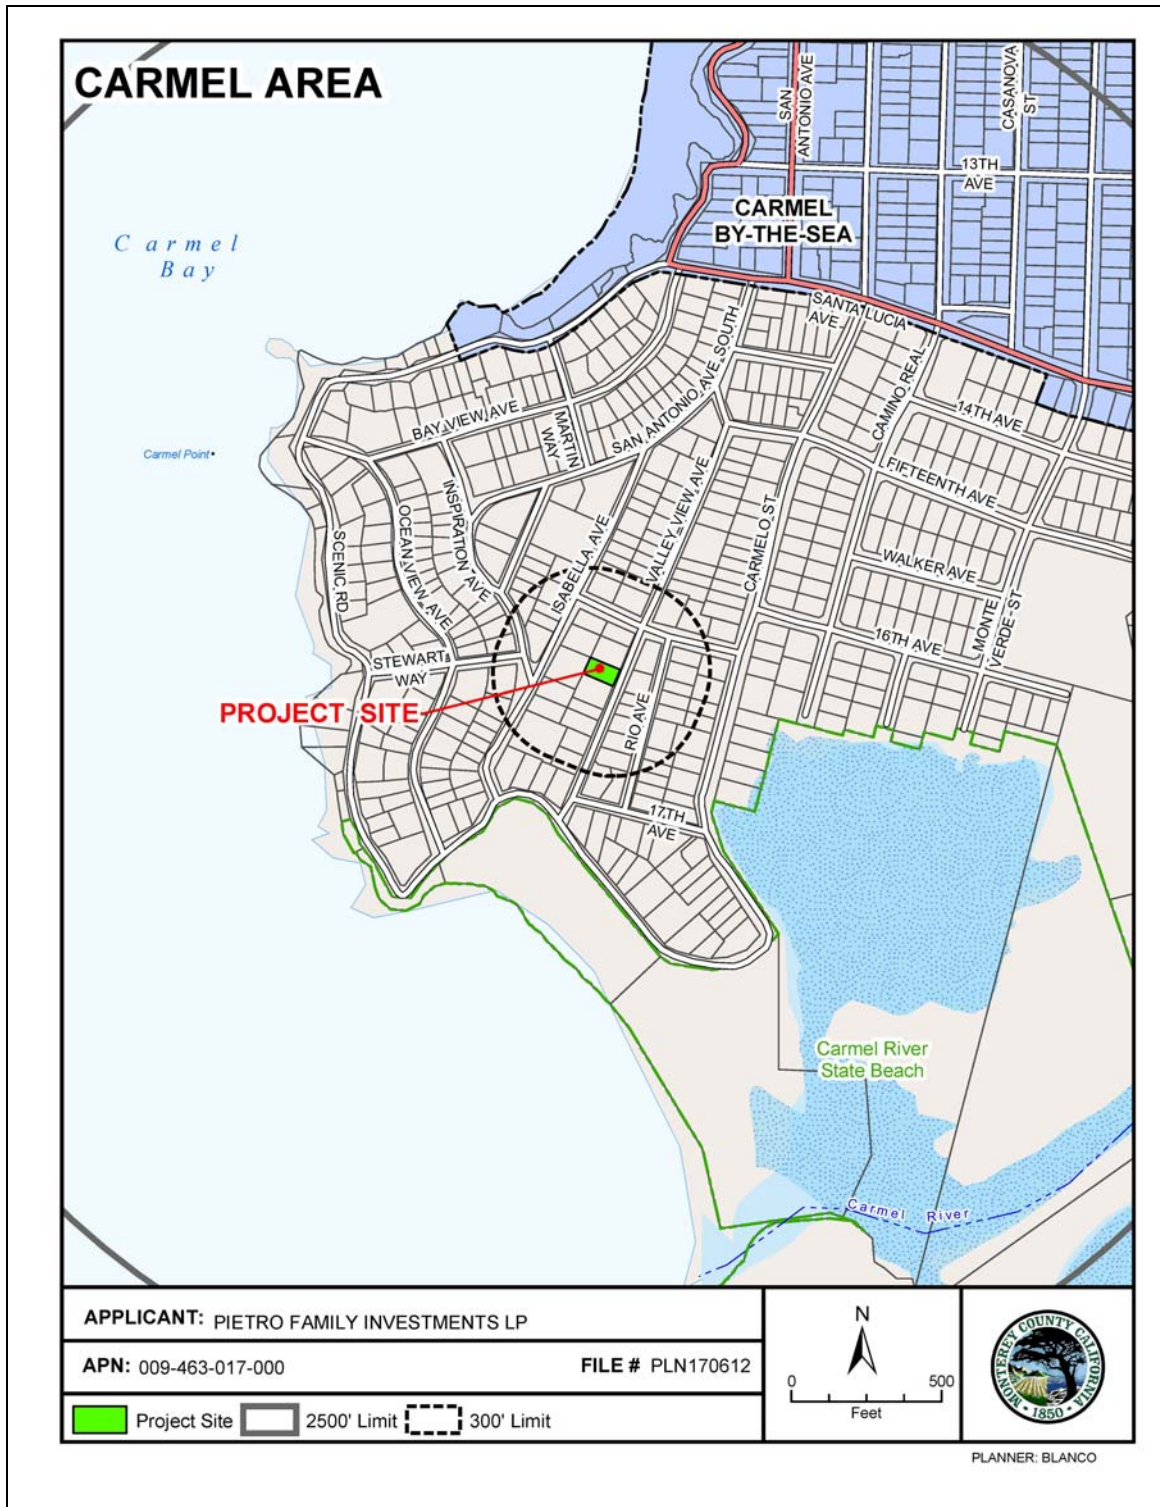 CARMEL AREA
SAN
ANTONIO AVE
CASANOVA
ST
13TH
AVE
CARMEL
BY-THE-SEA
Carmel
Bay
SANTA LUCIA
AVE
SAN ANTONIO AVE SOUTH
CAMINO REAL
14TH AVE
BAY VIEW AVE
MARTIN
WAY
Carmel Point
FIFTEENTH AVE
INSPIRATION AVE
VALLEY VIEW AVE
OCEAN VIEW AVE
SCENIC RD
ISABELLA AVE
CARMELO ST
WALKER AVE
MONTE
VERDE ST
16TH AVE
STEWART
WAY
PROJECT SITE
RIO AVE
17TH
AVE
Carmel River
State Beach
Carmel River
APPLICANT: PIETRO FAMILY INVESTMENTS LP
APN: 009-463-017-000
FILE # PLN170612
Project Site
2500' Limit
300' Limit
N
0
500
Feet
MONTEREY COUNTY CALIFORNIA
1850
PLANNER: BLANCO